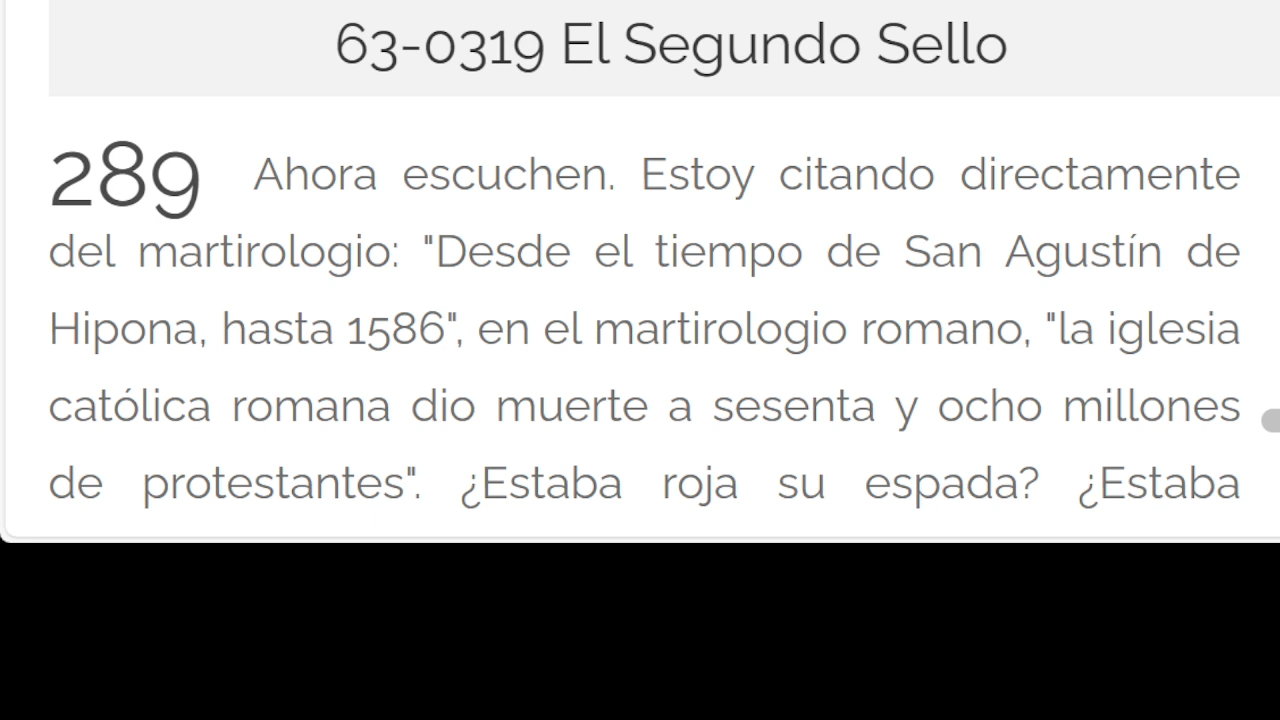 63-0319 El Segundo Sello
289 Ahora escuchen. Estoy citando directamente
del martirologio: "Desde el tiempo de San Agustín de
Hipona, hasta 1586", en el martirologio romano, "la iglesia
católica romana dio muerte a sesenta y ocho millones
de protestantes". ¿Estaba roja su espada? ¿Estaba